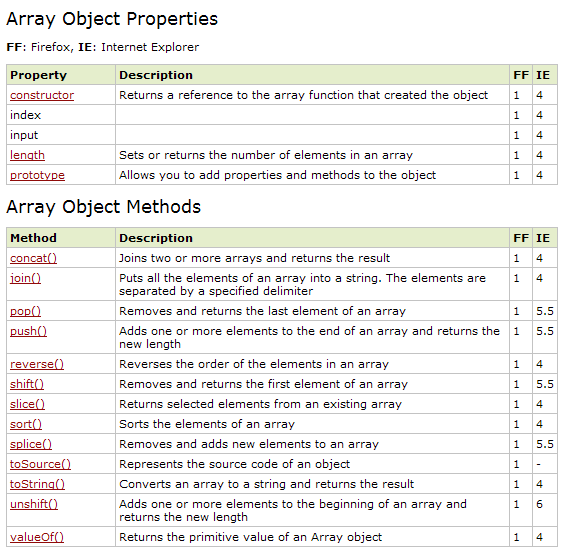 Array Object Properties
FF: Firefox, IE: Internet Explorer
Property Description FF IE
constructor Returns a reference to the array function that created the object 1 4
index 1 4
input 1 4
length Sets or returns the number of elements in an array 1 4
prototype Allows you to add properties and methods to the object 1 4
Array Object Methods
Method Description FF IE
concat() Joins two or more arrays and returns the result 1 4
join() Puts all the elements of an array into a string. The elements are 1 4
separated by a specified delimiter
pop() Removes and returns the last element of an array 1 5.5
push() Adds one or more elements to the end of an array and returns the 1 5.5
new length
reverse() Reverses the order of the elements in an array 1 4
shift() Removes and returns the first element of an array 1 5.5
slice() Returns selected elements from an existing array 1 4
sort() Sorts the elements of an array 1 4
splice() Removes and adds new elements to an array 1 5.5
toSource() Represents the source code of an object 1 -
toString() Converts an array to a string and returns the result 1 4
unshift() Adds one or more elements to the beginning of an array and 1 6
returns the new length
valueOf() Returns the primitive value of an Array object 1 4